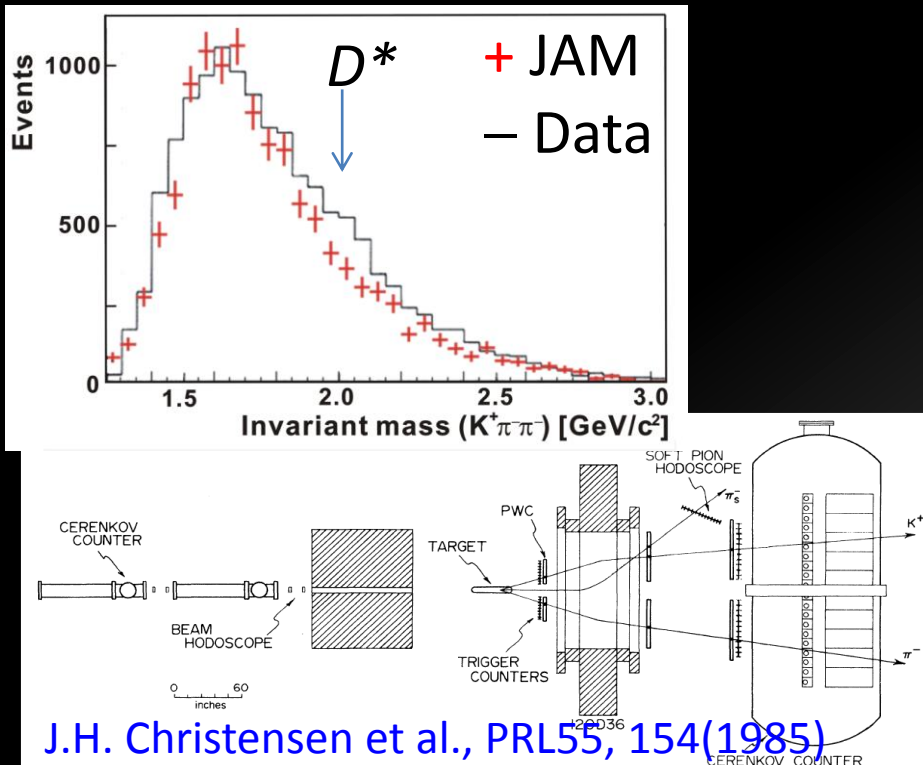 1000
500
0
Events
D*
+ JAM
− Data
1.5
2.0
2.5
3.0
Invariant mass (K⁺π⁻π⁻) [GeV/c²]
CERENKOV
COUNTER
BEAM
HODOSCOPE
0 60
inches
TARGET
PWC
TRIGGER
COUNTERS
SOFT PION
HODOSCOPE
πs⁻
K⁺
π⁻
120D36
CERENKOV COUNTER
J.H. Christensen et al., PRL55, 154(1985)